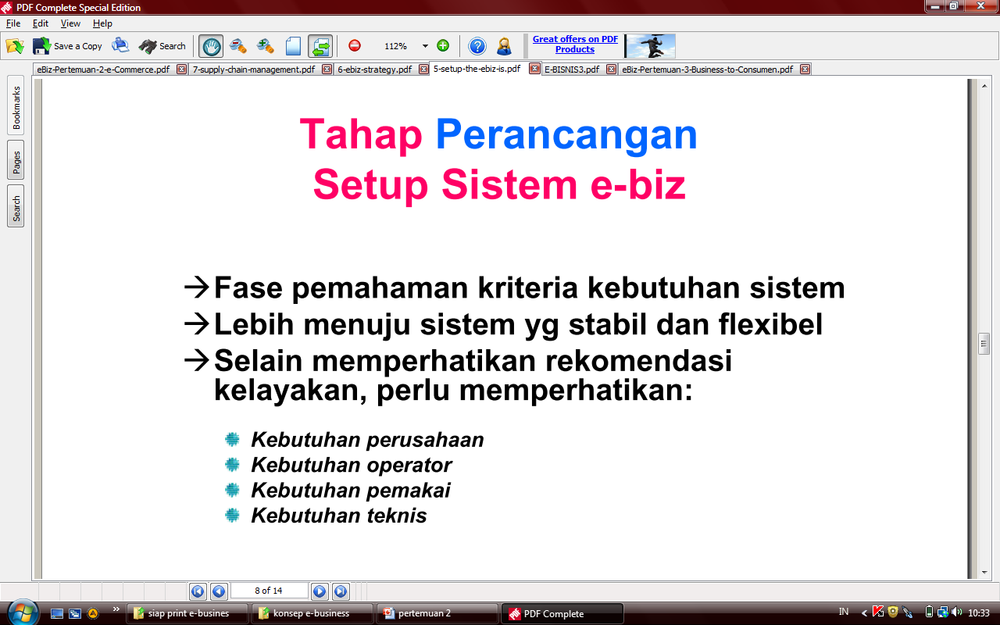 PDF Complete Special Edition
File Edit View Help
Save a Copy Search 112% Great offers on PDF
Products
eBiz-Pertemuan-2-e-Commerce.pdf 7-supply-chain-management.pdf 6-ebiz-strategy.pdf 5-setup-the-ebiz-is.pdf E-BISNIS3.pdf eBiz-Pertemuan-3-Business-to-Consumen.pdf
Bookmarks
Pages
Search
Tahap Perancangan
Setup Sistem e-biz
→Fase pemahaman kriteria kebutuhan sistem
→Lebih menuju sistem yg stabil dan flexibel
→Selain memperhatikan rekomendasi
kelayakan, perlu memperhatikan:
Kebutuhan perusahaan
Kebutuhan operator
Kebutuhan pemakai
Kebutuhan teknis
8 of 14
siap print e-busines konsep e-business pertemuan 2 PDF Complete IN 10:33